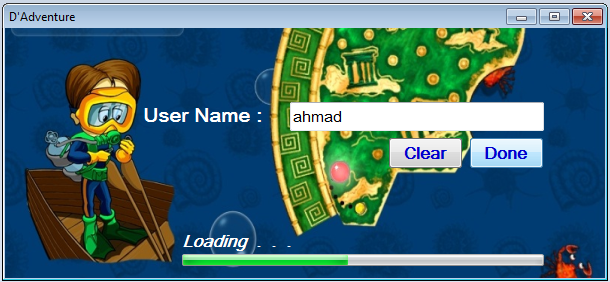 D'Adventure
User Name :
ahmad
Clear
Done
Loading . . .